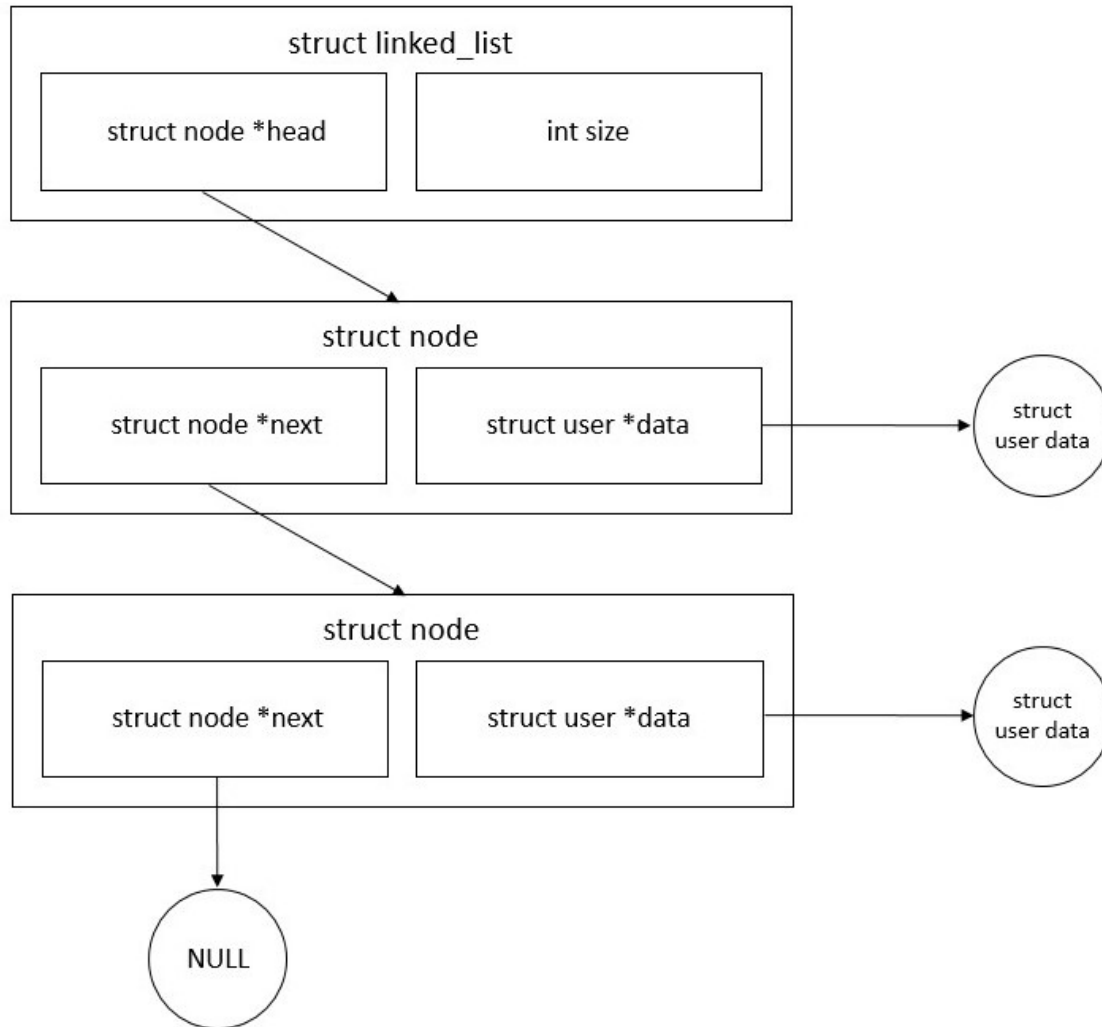 struct linked_list
struct node *head
int size
struct node
struct node *next
struct user *data
struct
user data
struct node
struct node *next
struct user *data
struct
user data
NULL